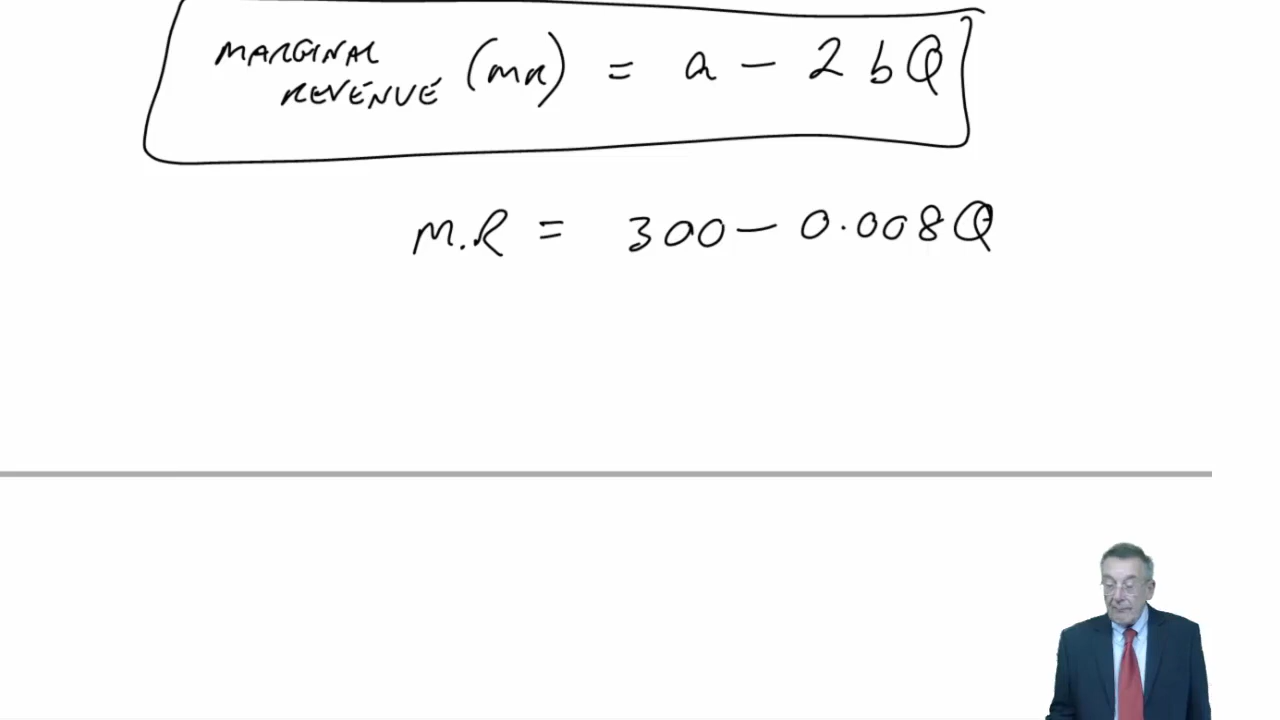 MARGINAL
REVENUE (MR) = a - 2bQ
M.R = 300 - 0.008Q